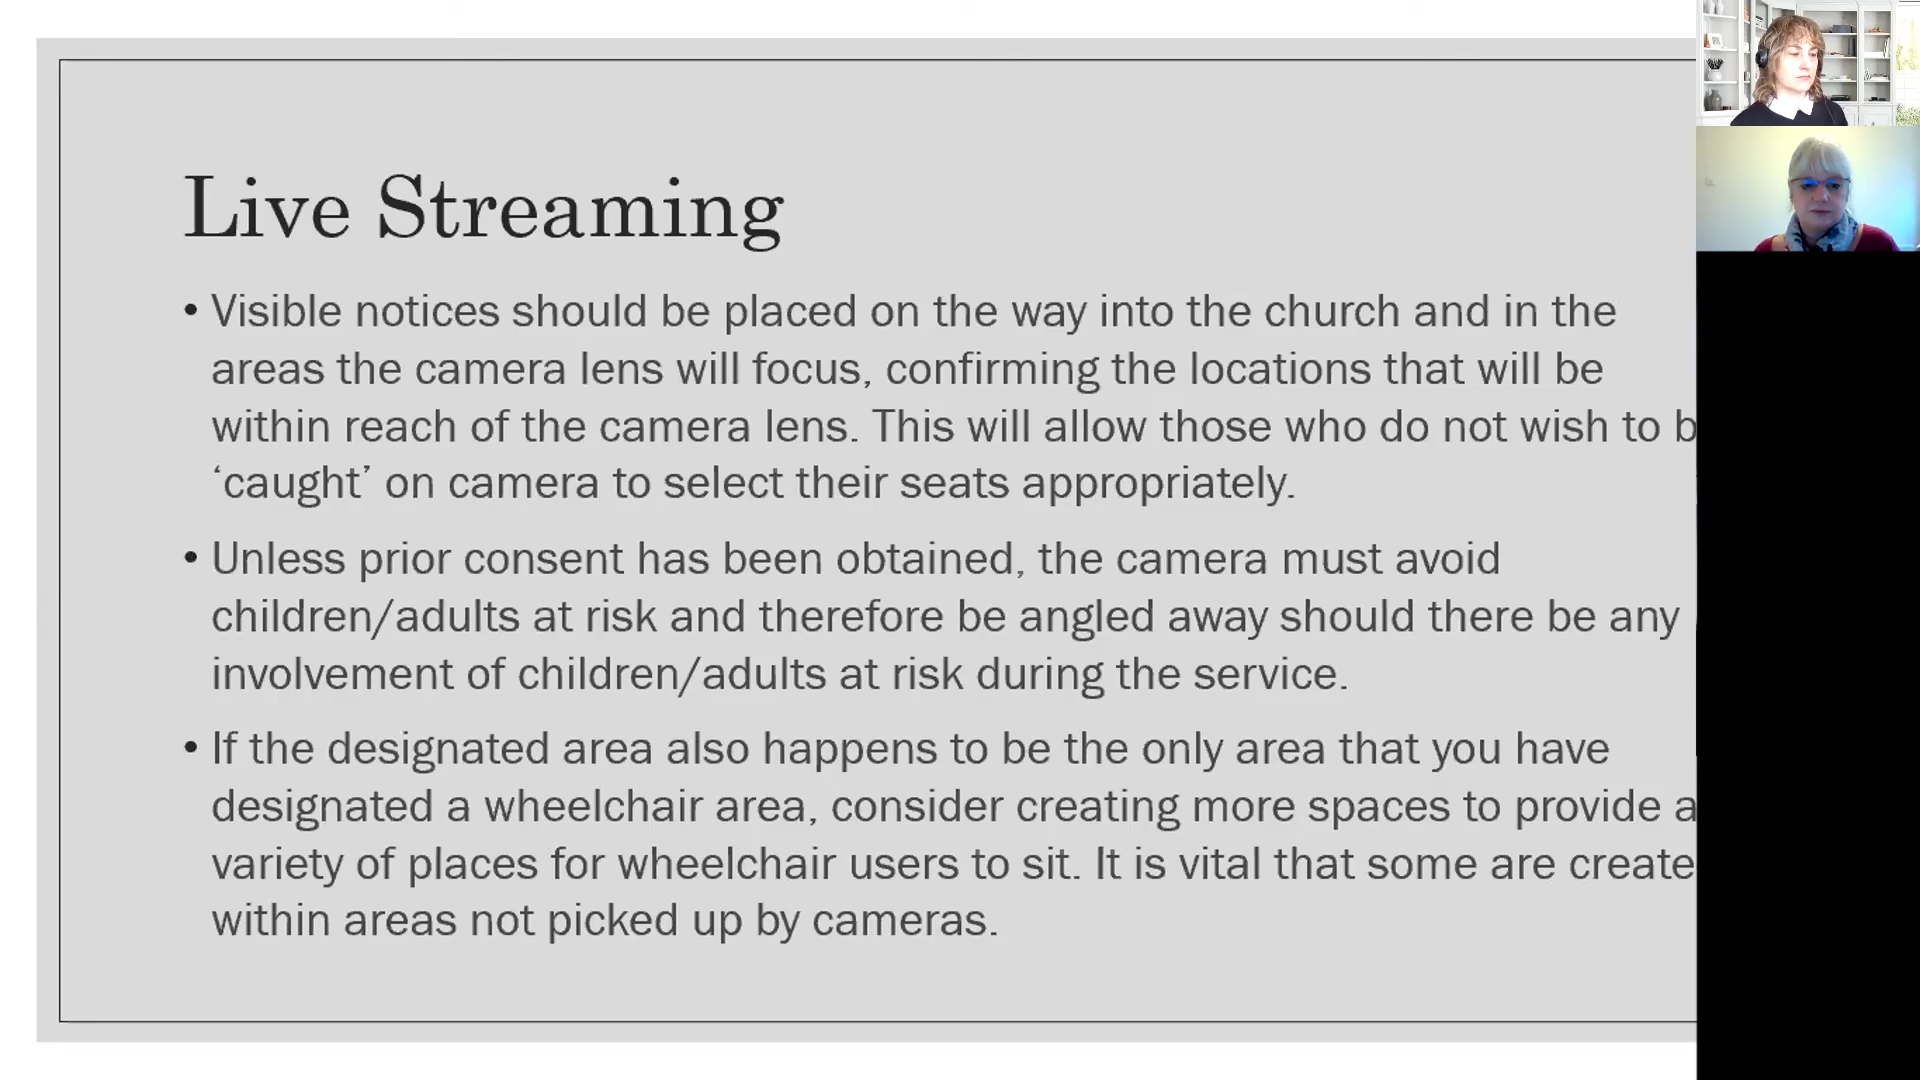 Live Streaming
• Visible notices should be placed on the way into the church and in the
areas the camera lens will focus, confirming the locations that will be
within reach of the camera lens. This will allow those who do not wish to
‘caught’ on camera to select their seats appropriately.
• Unless prior consent has been obtained, the camera must avoid
children/adults at risk and therefore be angled away should there be any
involvement of children/adults at risk during the service.
• If the designated area also happens to be the only area that you have
designated a wheelchair area, consider creating more spaces to provide a
variety of places for wheelchair users to sit. It is vital that some are create
within areas not picked up by cameras.